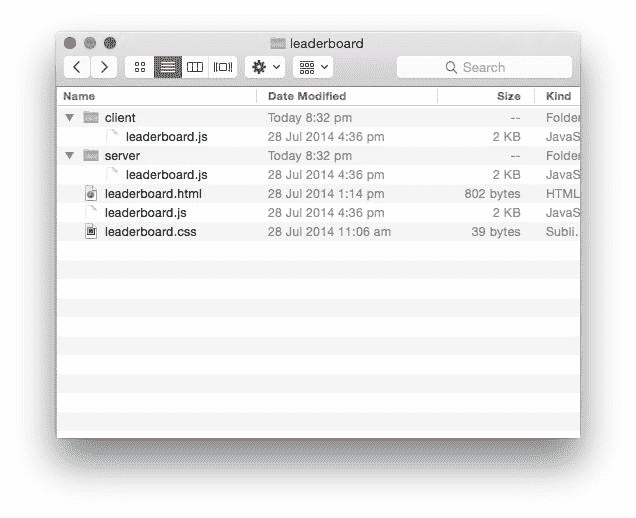 leaderboard
Search
Name Date Modified Size Kind
client Today 8:32 pm -- Folde
leaderboard.js 28 Jul 2014 4:36 pm 2 KB JavaS
server Today 8:32 pm -- Folde
leaderboard.js 28 Jul 2014 4:36 pm 2 KB JavaS
leaderboard.html 28 Jul 2014 1:14 pm 802 bytes HTML
leaderboard.js 28 Jul 2014 4:36 pm 2 KB JavaS
leaderboard.css 28 Jul 2014 11:06 am 39 bytes Subli.